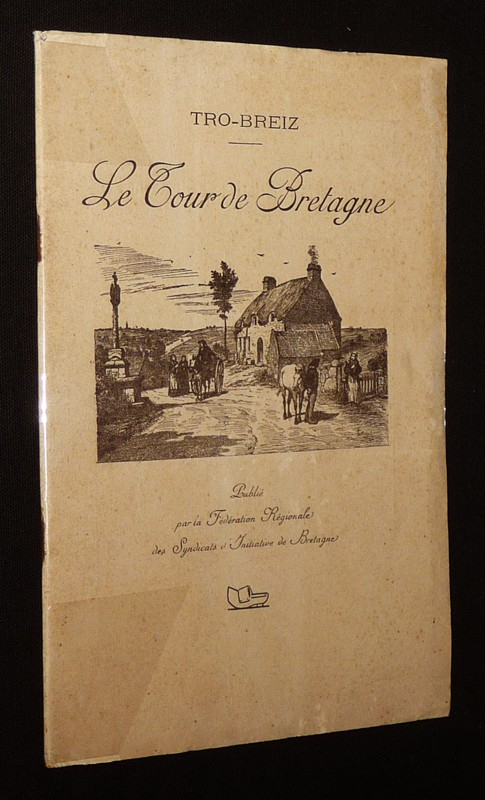 TRO-BREIZ
Le Tour de Bretagne
Publié
par la Fédération Régionale
des Syndicats d'Initiative de Bretagne